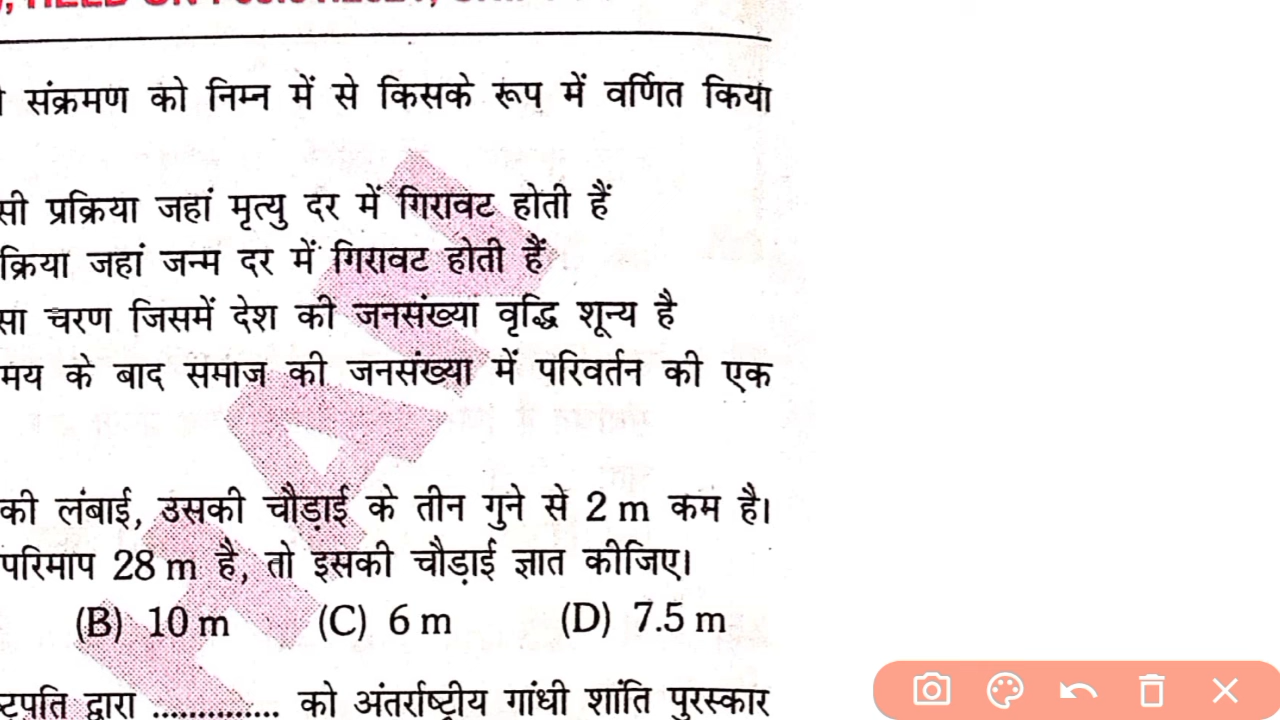 संक्रमण को निम्न में से किसके रूप में वर्णित किया
सी प्रक्रिया जहां मृत्यु दर में गिरावट होती हैं
क्रिया जहां जन्म दर में गिरावट होती हैं
सा चरण जिसमें देश की जनसंख्या वृद्धि शून्य है
मय के बाद समाज की जनसंख्या में परिवर्तन की एक
की लंबाई, उसकी चौड़ाई के तीन गुने से 2 m कम है।
परिमाप 28 m है, तो इसकी चौड़ाई ज्ञात कीजिए।
(B) 10 m (C) 6 m (D) 7.5 m
ट्रपति द्वारा .............. को अंतर्राष्ट्रीय गांधी शांति पुरस्कार